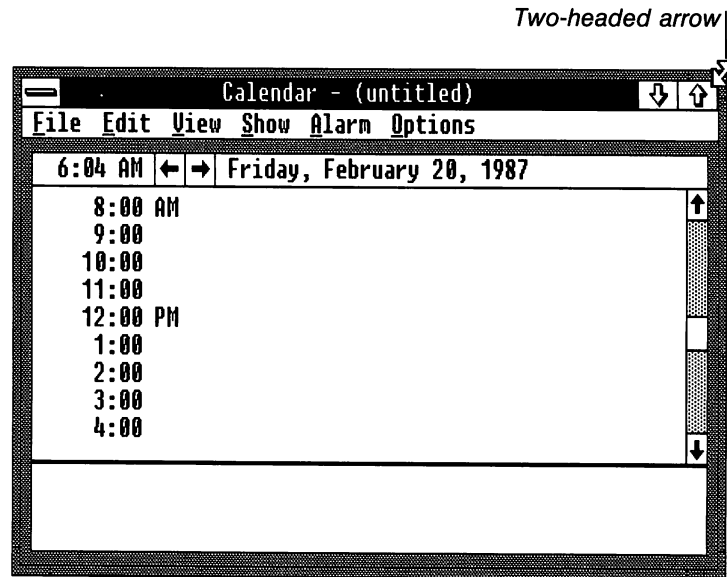 Two-headed arrow
Calendar - (untitled)
File Edit View Show Alarm Options
6:04 AM ← → Friday, February 20, 1987
8:00 AM
9:00
10:00
11:00
12:00 PM
1:00
2:00
3:00
4:00